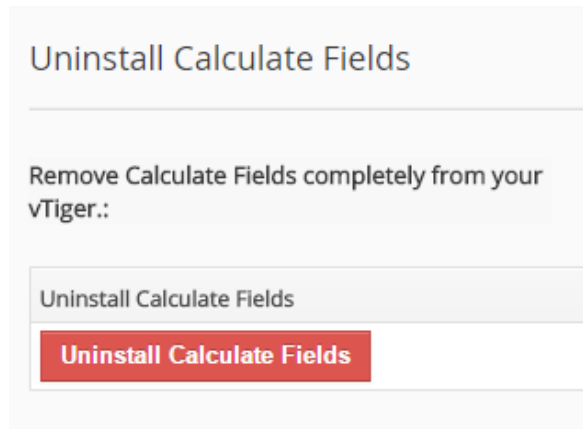 Uninstall Calculate Fields
Remove Calculate Fields completely from your
vTiger.:
Uninstall Calculate Fields
Uninstall Calculate Fields